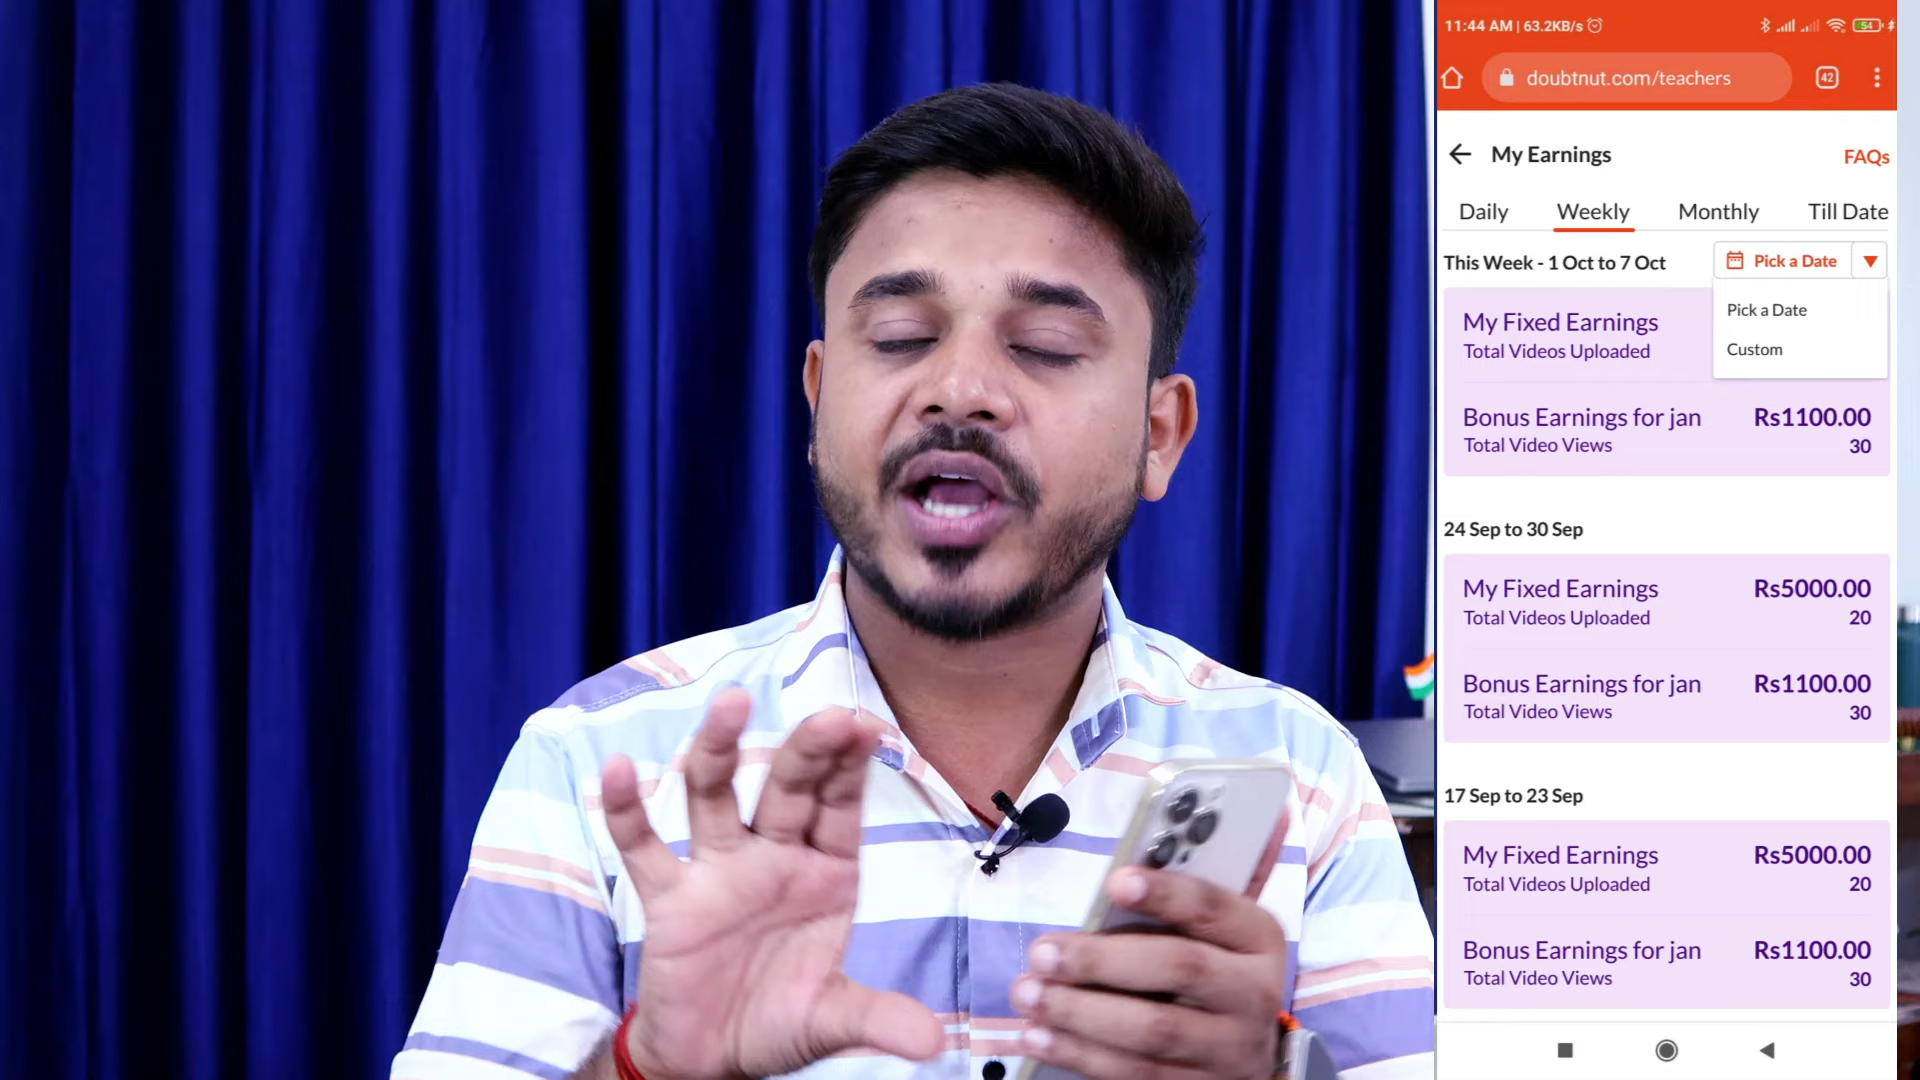 11:44 AM | 63.2KB/s
54
doubtnut.com/teachers
42
My Earnings
FAQs
Daily Weekly Monthly Till Date
This Week - 1 Oct to 7 Oct
Pick a Date
Pick a Date
Custom
My Fixed Earnings
Total Videos Uploaded
Bonus Earnings for jan Rs1100.00
Total Video Views 30
24 Sep to 30 Sep
My Fixed Earnings Rs5000.00
Total Videos Uploaded 20
Bonus Earnings for jan Rs1100.00
Total Video Views 30
17 Sep to 23 Sep
My Fixed Earnings Rs5000.00
Total Videos Uploaded 20
Bonus Earnings for jan Rs1100.00
Total Video Views 30